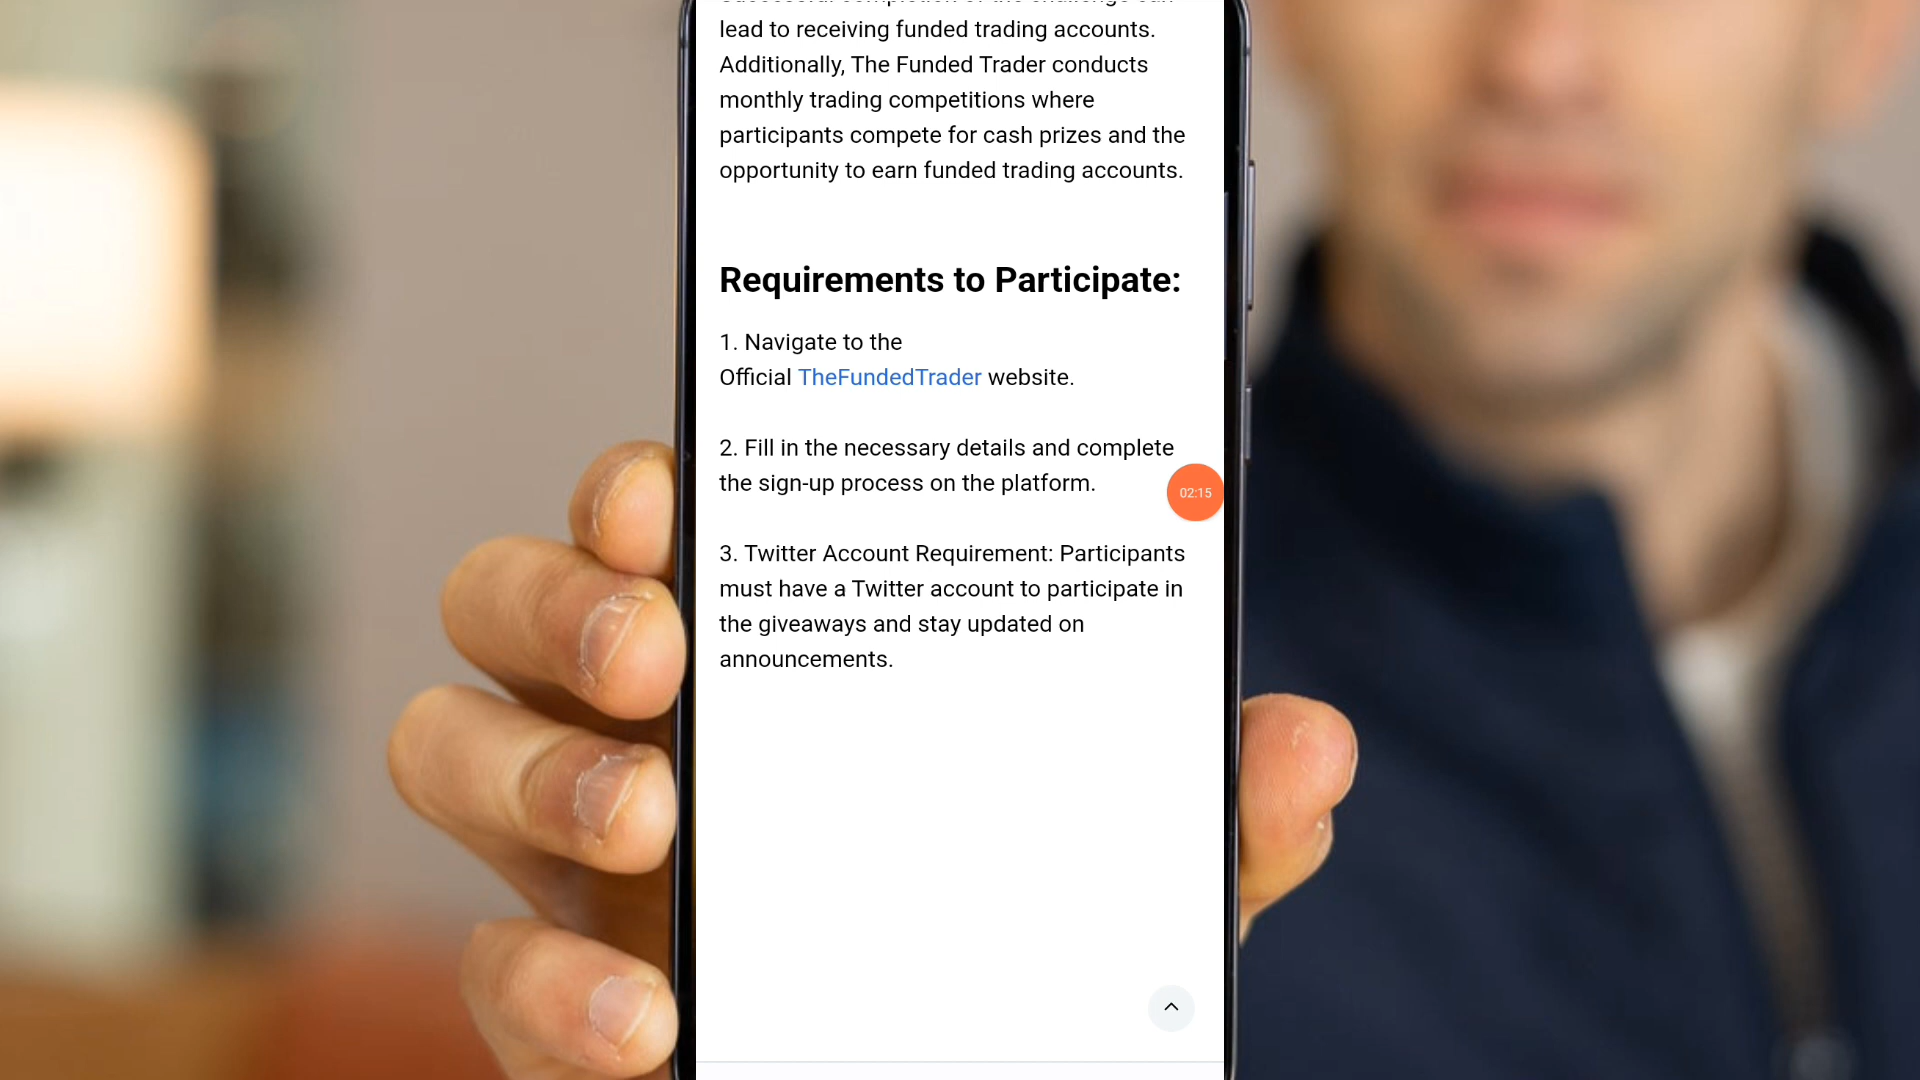 lead to receiving funded trading accounts.
Additionally, The Funded Trader conducts
monthly trading competitions where
participants compete for cash prizes and the
opportunity to earn funded trading accounts.
Requirements to Participate:
1. Navigate to the
Official TheFundedTrader website.
2. Fill in the necessary details and complete
the sign-up process on the platform.
02:15
3. Twitter Account Requirement: Participants
must have a Twitter account to participate in
the giveaways and stay updated on
announcements.